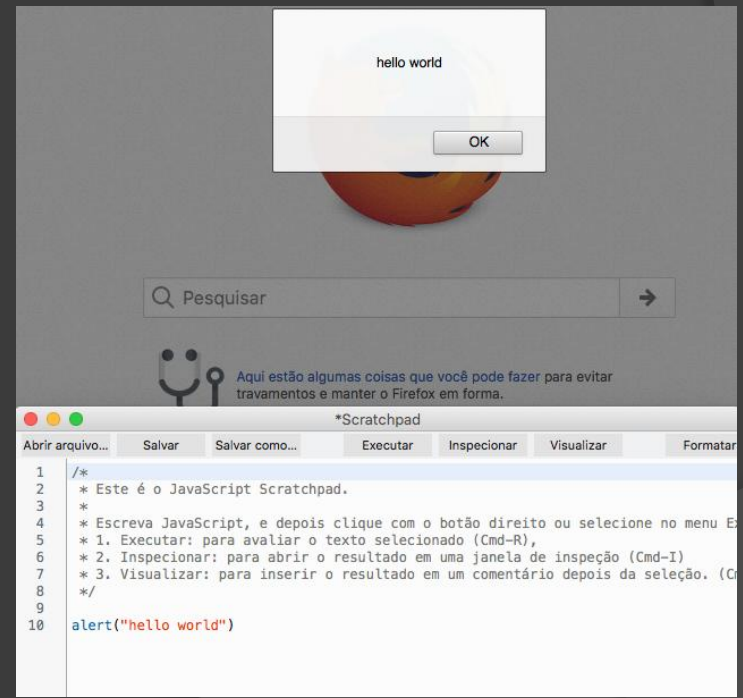 hello world
OK
Pesquisar
Aqui estão algumas coisas que você pode fazer para evitar
travamentos e manter o Firefox em forma.
*Scratchpad
Abrir arquivo... Salvar Salvar como... Executar Inspecionar Visualizar Formatar
1 /*
2 * Este é o JavaScript Scratchpad.
3 *
4 * Escreva JavaScript, e depois clique com o botão direito ou selecione no menu
5 * 1. Executar: para avaliar o texto selecionado (Cmd-R),
6 * 2. Inspecionar: para abrir o resultado em uma janela de inspeção (Cmd-I)
7 * 3. Visualizar: para inserir o resultado em um comentário depois da seleção.
8 */
9
10 alert("hello world")